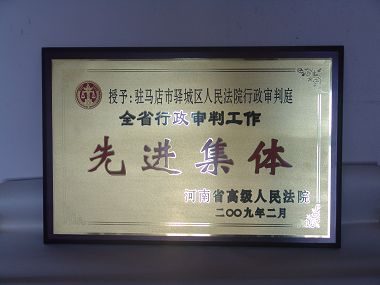 授予:驻马店市驿城区人民法院行政审判庭
全省行政审判工作
先进集体
河南省高级人民法院
二〇〇九年二月